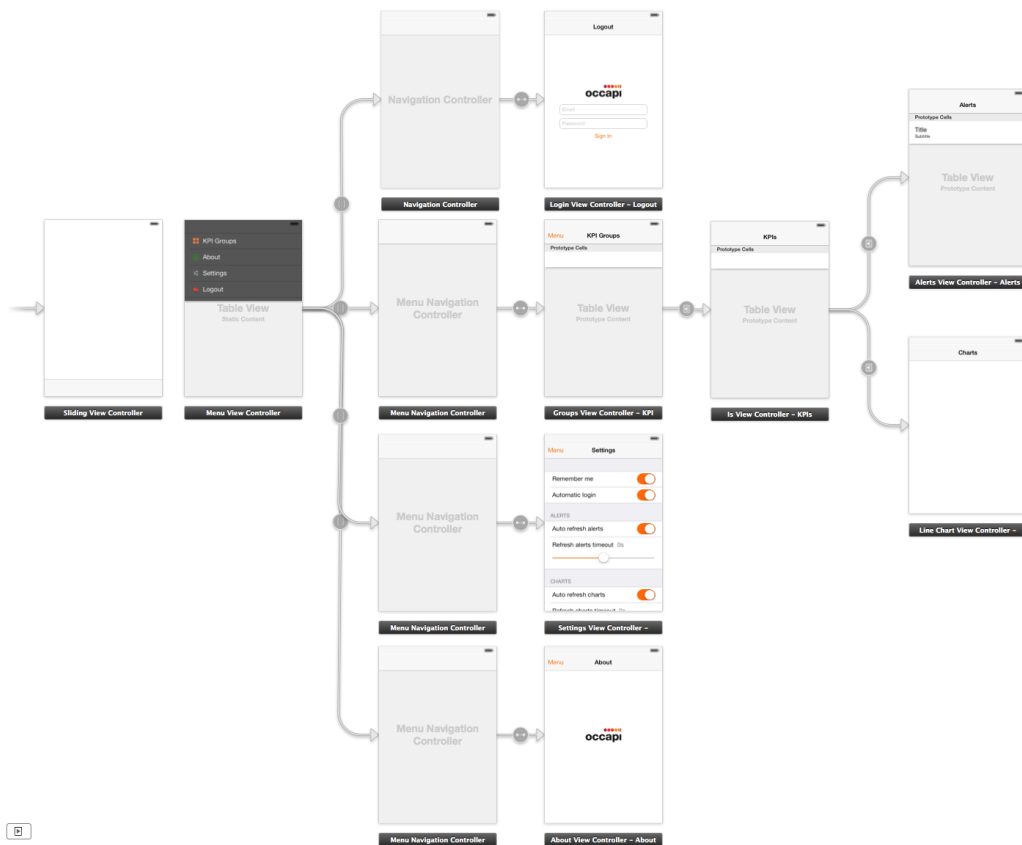 Navigation Controller
Navigation Controller
Logout
occapi
Email
Password
Sign in
Login View Controller – Logout
Alerts
Prototype Cells
Title
Subtitle
Table View
Prototype Content
Alerts View Controller – Alerts
Sliding View Controller
KPI Groups
About
Settings
Logout
Table View
Static Content
Menu View Controller
Menu Navigation
Controller
Menu Navigation Controller
Menu
KPI Groups
Prototype Cells
Table View
Prototype Content
Groups View Controller – KPI
KPIs
Prototype Cells
Table View
Prototype Content
Is View Controller – KPIs
Charts
Line Chart View Controller –
Menu Navigation
Controller
Menu Navigation Controller
Menu
Settings
Remember me
Automatic login
ALERTS
Auto refresh alerts
Refresh alerts timeout 0s
CHARTS
Auto refresh charts
Refresh charts timeout 0s
Settings View Controller –
Menu Navigation
Controller
Menu Navigation Controller
Menu
About
occapi
About View Controller – About